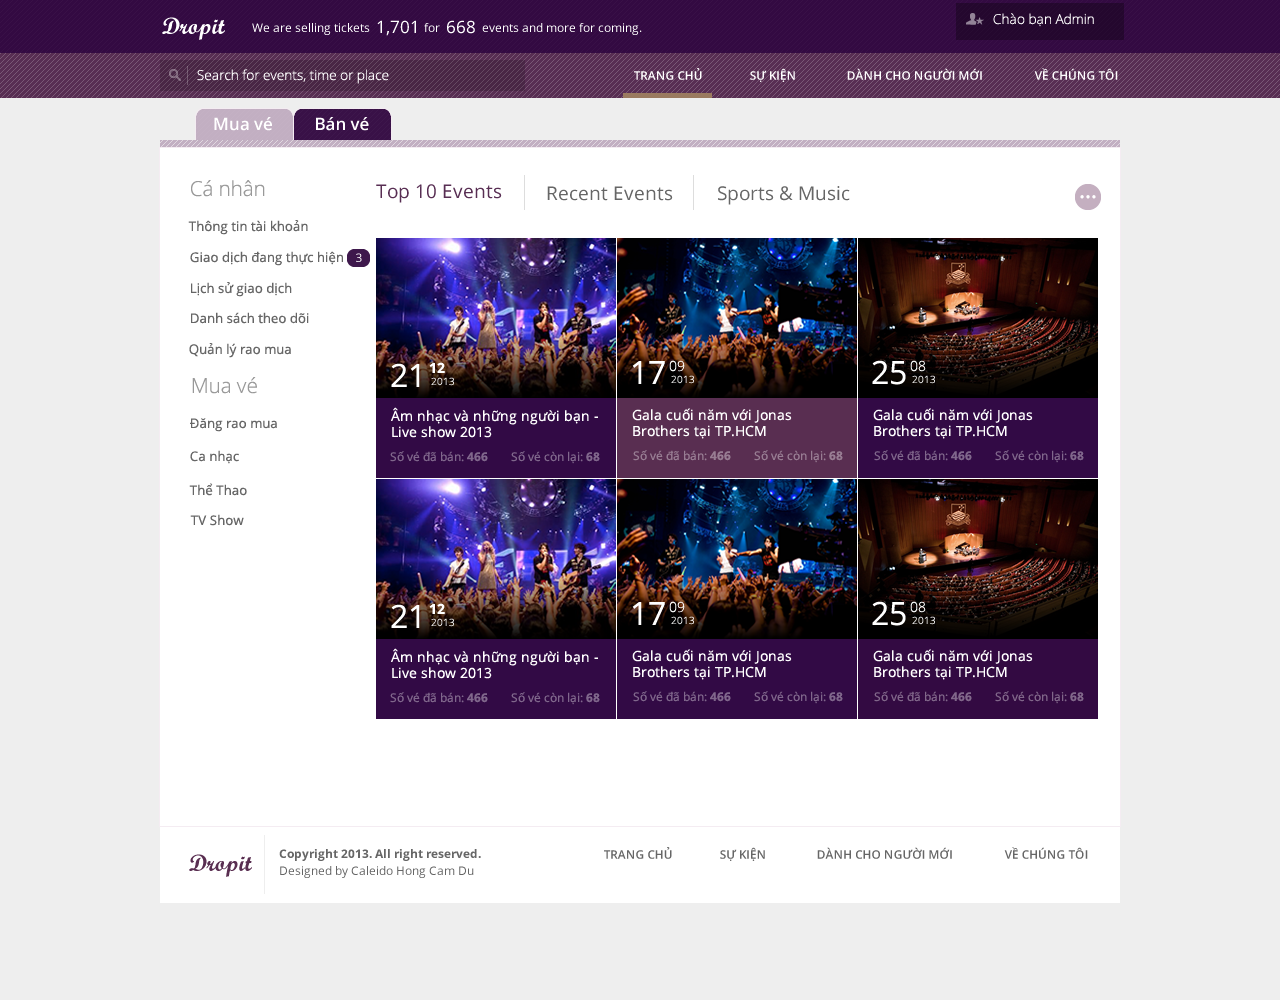 Dropit
We are selling tickets 1,701 for 668 events and more for coming.
Chào bạn Admin
Search for events, time or place
TRANG CHỦ
SỰ KIỆN
DÀNH CHO NGƯỜI MỚI
VỀ CHÚNG TÔI
Mua vé
Bán vé
Cá nhân
Thông tin tài khoản
Giao dịch đang thực hiện 3
Lịch sử giao dịch
Danh sách theo dõi
Quản lý rao mua
Mua vé
Đăng rao mua
Ca nhạc
Thể Thao
TV Show
Top 10 Events
Recent Events
Sports & Music
21 12 2013
Âm nhạc và những người bạn -
Live show 2013
Số vé đã bán: 466 Số vé còn lại: 68
17 09 2013
Gala cuối năm với Jonas
Brothers tại TP.HCM
Số vé đã bán: 466 Số vé còn lại: 68
25 08 2013
Gala cuối năm với Jonas
Brothers tại TP.HCM
Số vé đã bán: 466 Số vé còn lại: 68
21 12 2013
Âm nhạc và những người bạn -
Live show 2013
Số vé đã bán: 466 Số vé còn lại: 68
17 09 2013
Gala cuối năm với Jonas
Brothers tại TP.HCM
Số vé đã bán: 466 Số vé còn lại: 68
25 08 2013
Gala cuối năm với Jonas
Brothers tại TP.HCM
Số vé đã bán: 466 Số vé còn lại: 68
Dropit
Copyright 2013. All right reserved.
Designed by Caleido Hong Cam Du
TRANG CHỦ
SỰ KIỆN
DÀNH CHO NGƯỜI MỚI
VỀ CHÚNG TÔI